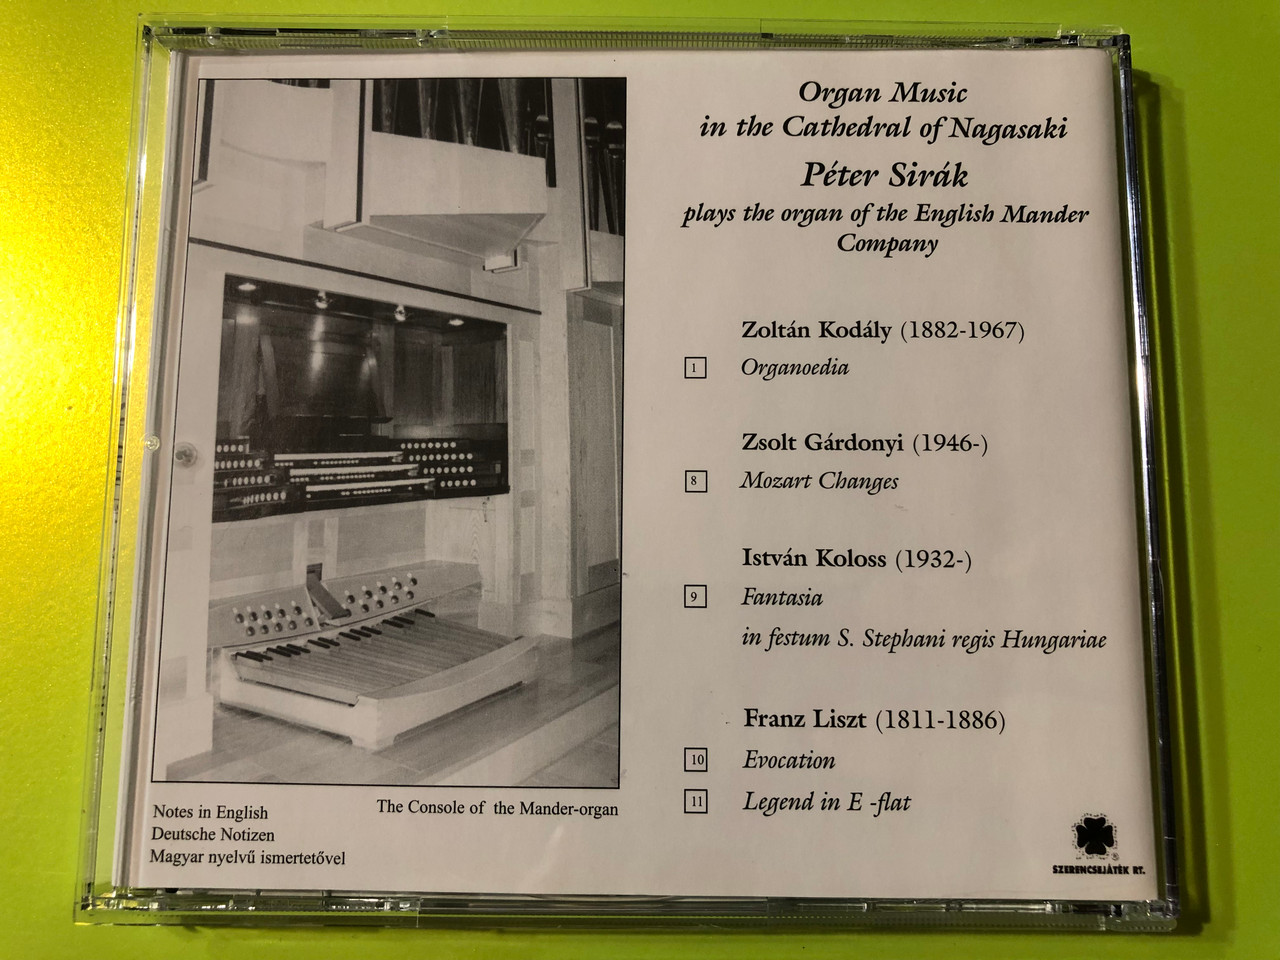 Organ Music
in the Cathedral of Nagasaki
Péter Sirák
plays the organ of the English Mander
Company
Zoltán Kodály (1882-1967)
1 Organoedia
Zsolt Gárdonyi (1946-)
8 Mozart Changes
István Koloss (1932-)
9 Fantasia
in festum S. Stephani regis Hungariae
Franz Liszt (1811-1886)
10 Evocation
11 Legend in E -flat
The Console of the Mander-organ
Notes in English
Deutsche Notizen
Magyar nyelvű ismertetővel
®
SZERENCSEJÁTÉK RT.